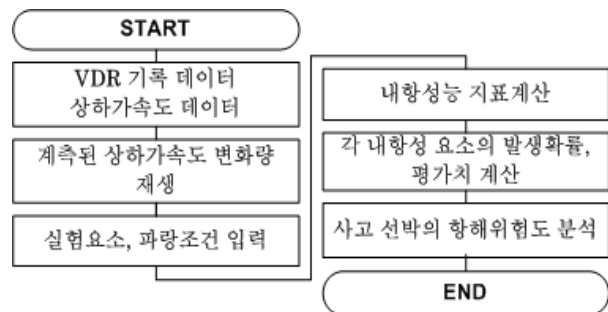 START
VDR 기록 데이터
상하가속도 데이터
계측된 상하가속도 변화량
재생
실험요소, 파랑조건 입력
내항성능 지표계산
각 내항성 요소의 발생확률,
평가치 계산
사고 선박의 항해위험도 분석
END